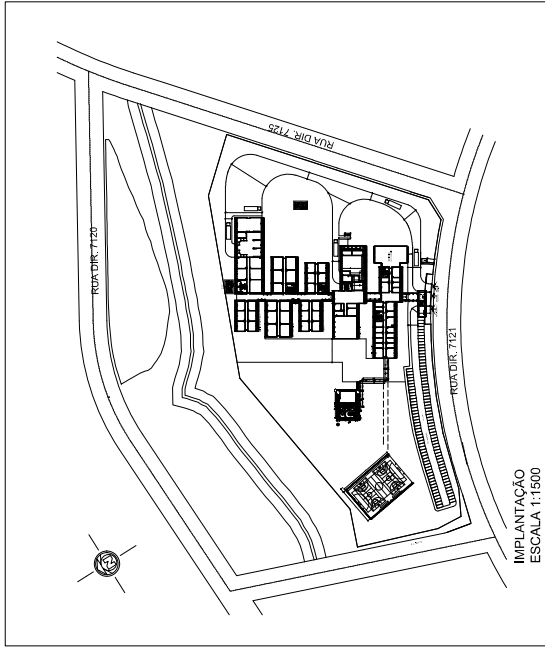 RUA DIR. 7120
RUA DIR. 7125
RUA DIR. 7121
IMPLANTAÇÃO
ESCALA 1:1500